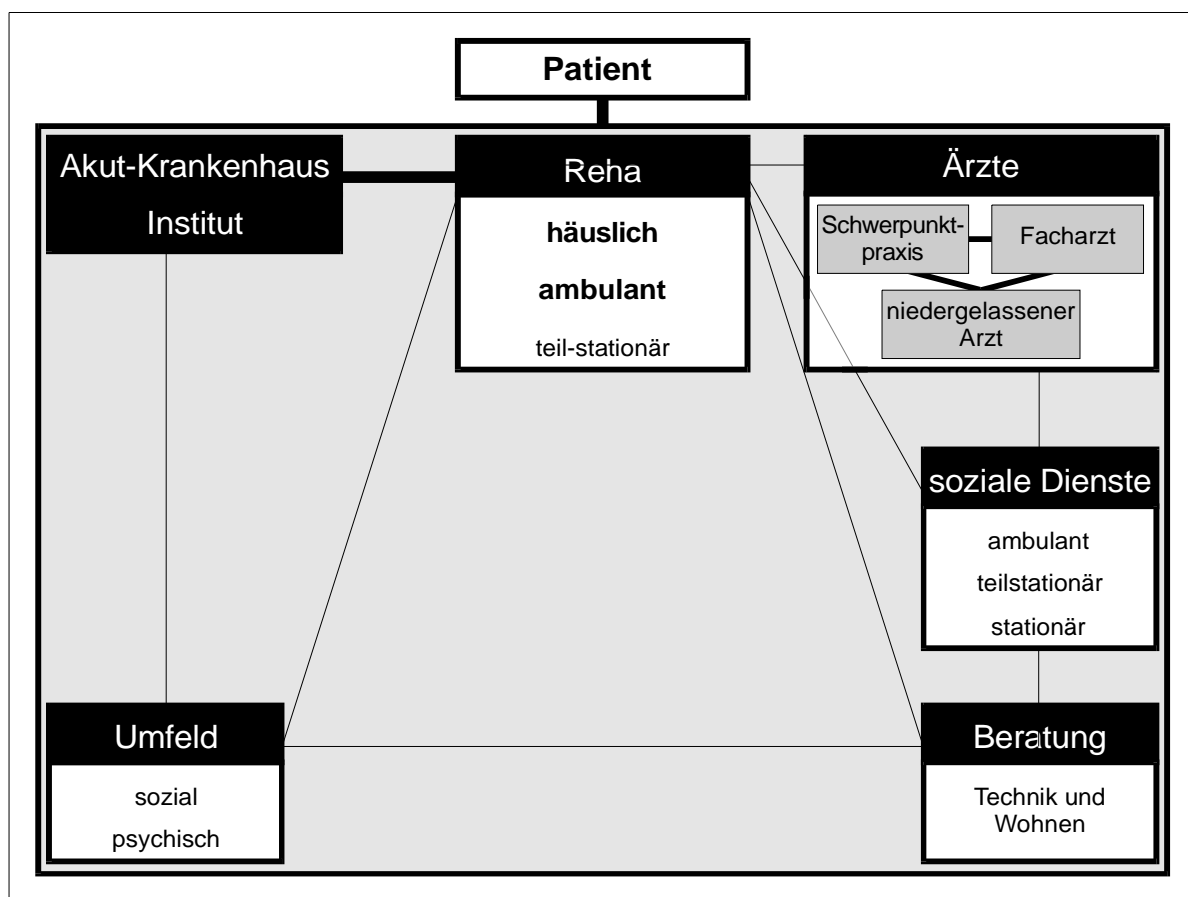 Patient
Akut-Krankenhaus
Institut
Reha
häuslich
ambulant
teil-stationär
Ärzte
Schwerpunkt-
praxis
Facharzt
niedergelassener
Arzt
soziale Dienste
ambulant
teilstationär
stationär
Umfeld
sozial
psychisch
Beratung
Technik und
Wohnen